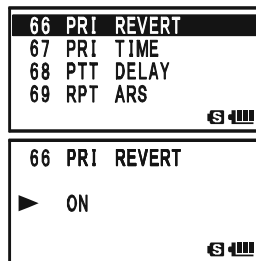 66 PRI REVERT
67 PRI TIME
68 PTT DELAY
69 RPT ARS
S
66 PRI REVERT
ON
S